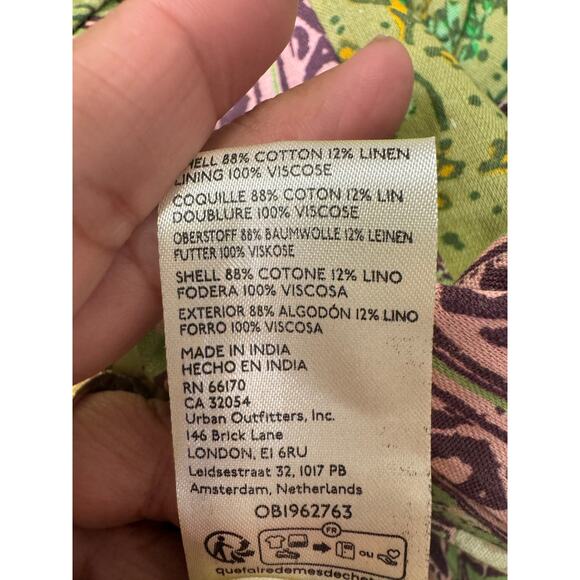 SHELL 88% COTTON 12% LINEN
LINING 100% VISCOSE
COQUILLE 88% COTON 12% LIN
DOUBLURE 100% VISCOSE
OBERSTOFF 88% BAUMWOLLE 12% LEINEN
FUTTER 100% VISKOSE
SHELL 88% COTONE 12% LINO
FODERA 100% VISCOSA
EXTERIOR 88% ALGODÓN 12% LINO
FORRO 100% VISCOSA
MADE IN INDIA
HECHO EN INDIA
RN 66170
CA 32054
Urban Outfitters, Inc.
146 Brick Lane
LONDON, E1 6RU
Leidsestraat 32, 1017 PB
Amsterdam, Netherlands
OB1962763
FR
OU
quefairedemesdeche